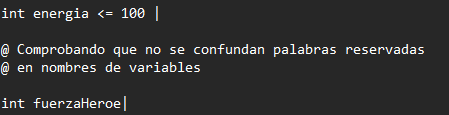 int energia <= 100 |
@ Comprobando que no se confundan palabras reservadas
@ en nombres de variables
int fuerzaHeroe|